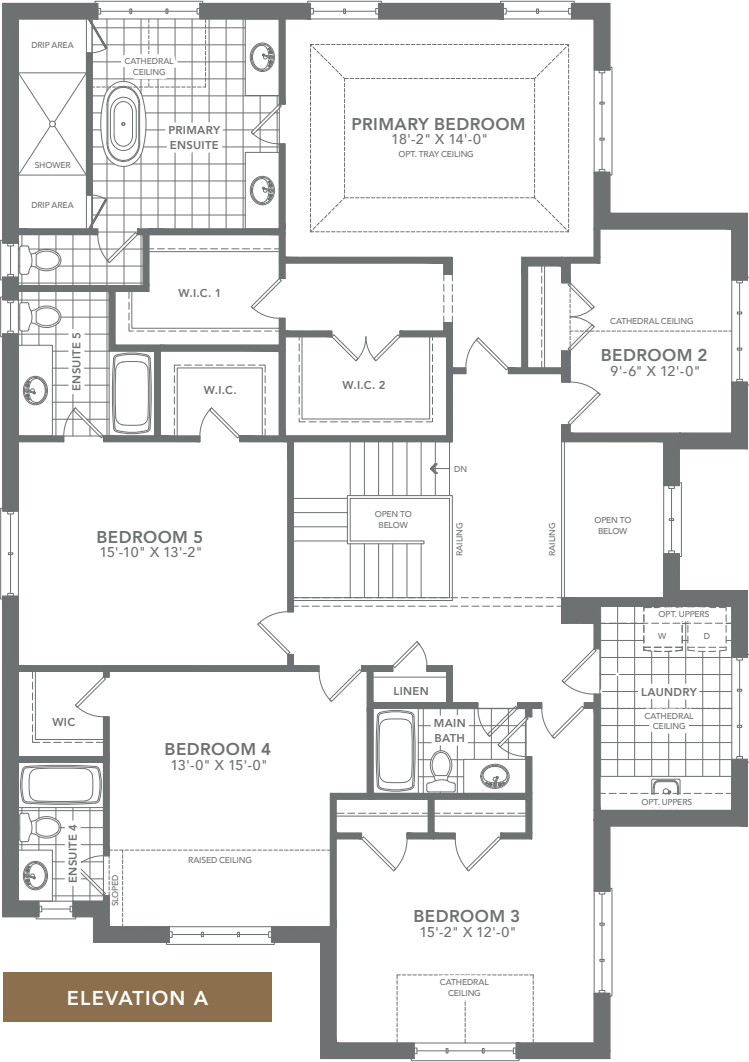 DRIP AREA
CATHEDRAL
CEILING
PRIMARY
ENSUITE
SHOWER
DRIP AREA
PRIMARY BEDROOM
18'-2" X 14'-0"
OPT. TRAY CEILING
W.I.C. 1
ENSUITE 5
W.I.C.
W.I.C. 2
CATHEDRAL CEILING
BEDROOM 2
9'-6" X 12'-0"
DN
OPEN TO
BELOW
RAILING
RAILING
OPEN TO
BELOW
BEDROOM 5
15'-10" X 13'-2"
OPT. UPPERS
W
D
LAUNDRY
CATHEDRAL
CEILING
OPT. UPPERS
LINEN
MAIN
BATH
WIC
BEDROOM 4
13'-0" X 15'-0"
ENSUITE 4
RAISED CEILING
SLOPED
BEDROOM 3
15'-2" X 12'-0"
CATHEDRAL
CEILING
ELEVATION A